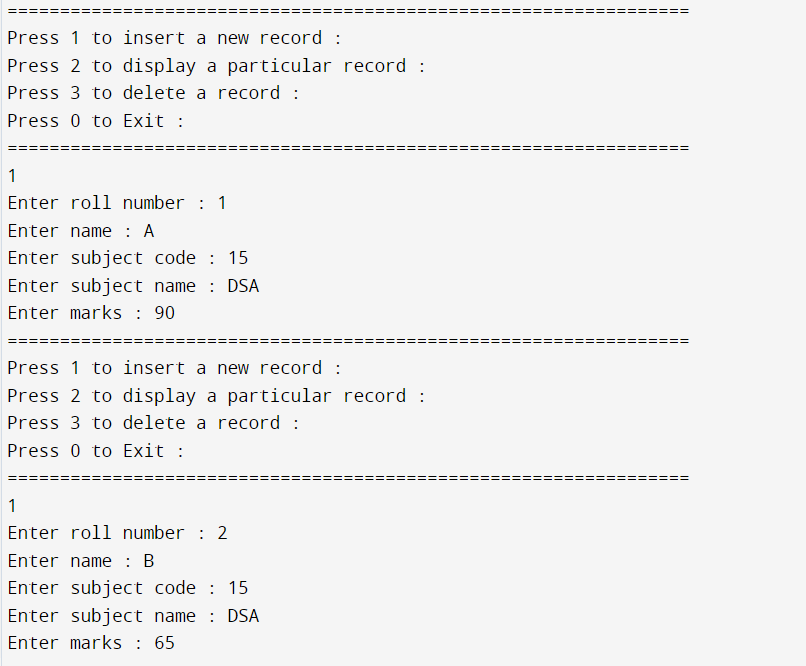 =================================================================
Press 1 to insert a new record :
Press 2 to display a particular record :
Press 3 to delete a record :
Press 0 to Exit :
=================================================================
1
Enter roll number : 1
Enter name : A
Enter subject code : 15
Enter subject name : DSA
Enter marks : 90
=================================================================
Press 1 to insert a new record :
Press 2 to display a particular record :
Press 3 to delete a record :
Press 0 to Exit :
=================================================================
1
Enter roll number : 2
Enter name : B
Enter subject code : 15
Enter subject name : DSA
Enter marks : 65